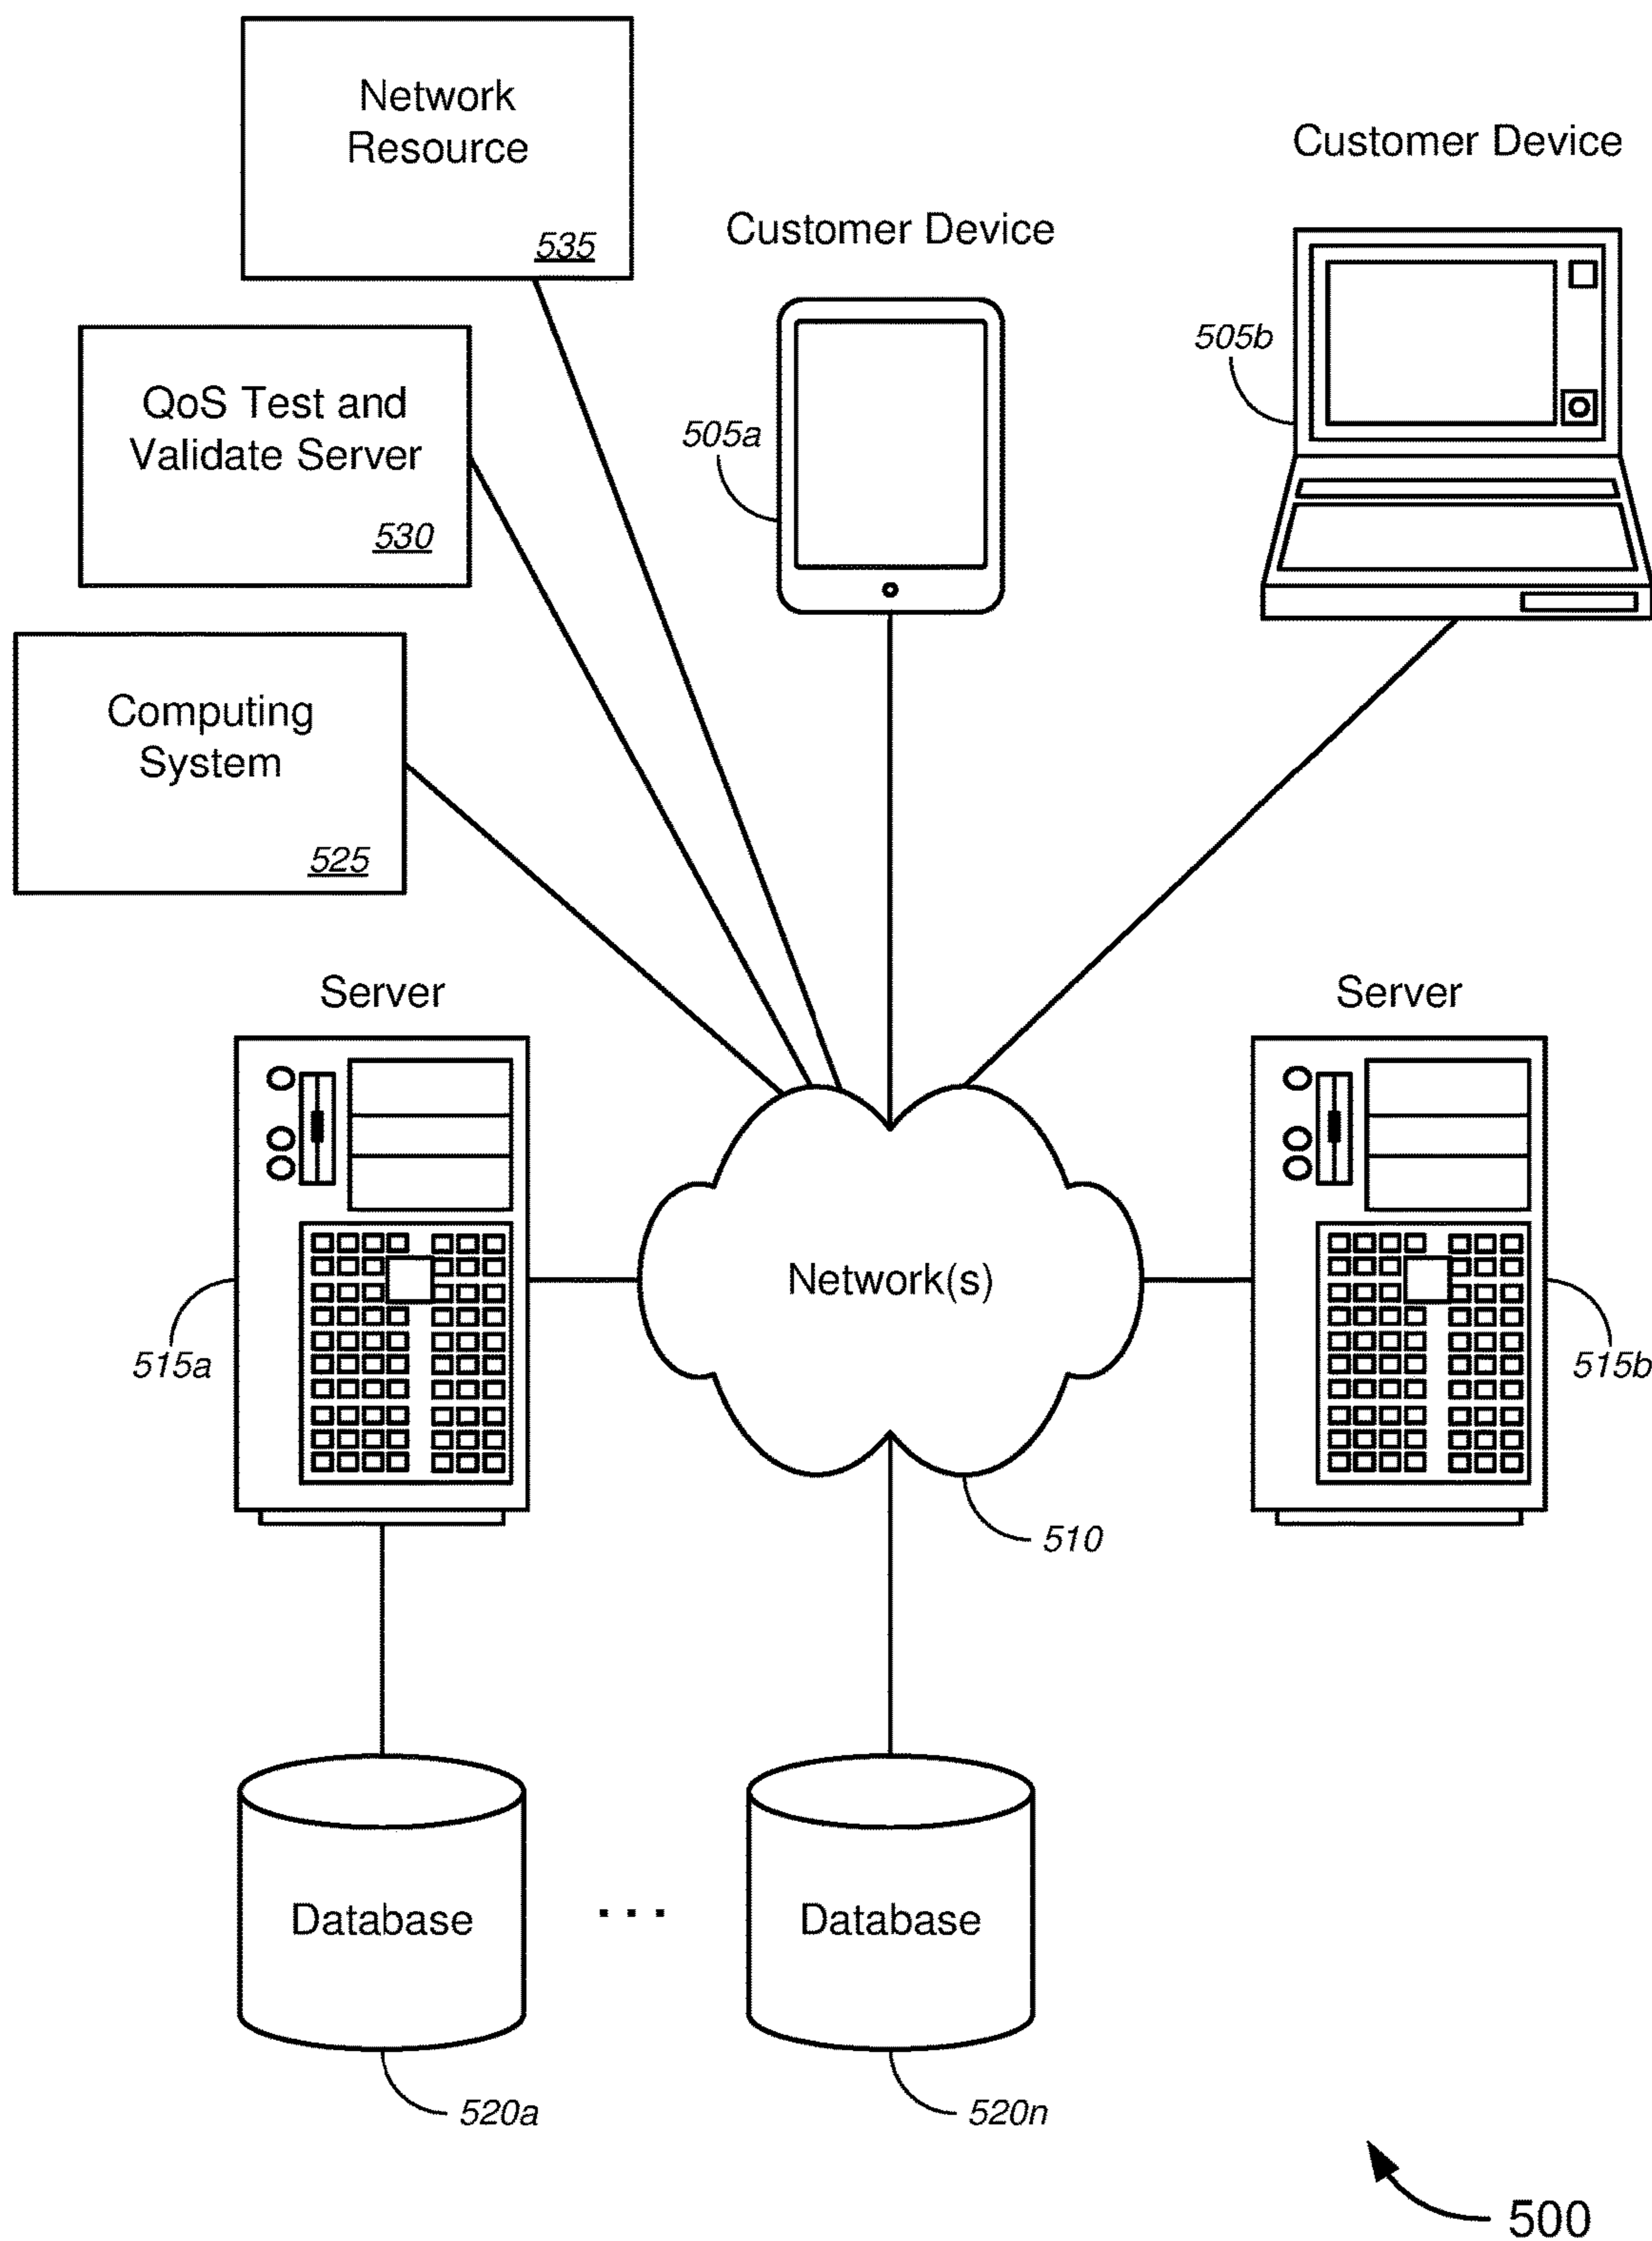 Network
Resource
535
Customer Device
Customer Device
QoS Test and
Validate Server
530
505a
505b
Computing
System
525
Server
Server
Network(s)
515a
515b
510
Database
...
Database
520a
520n
500